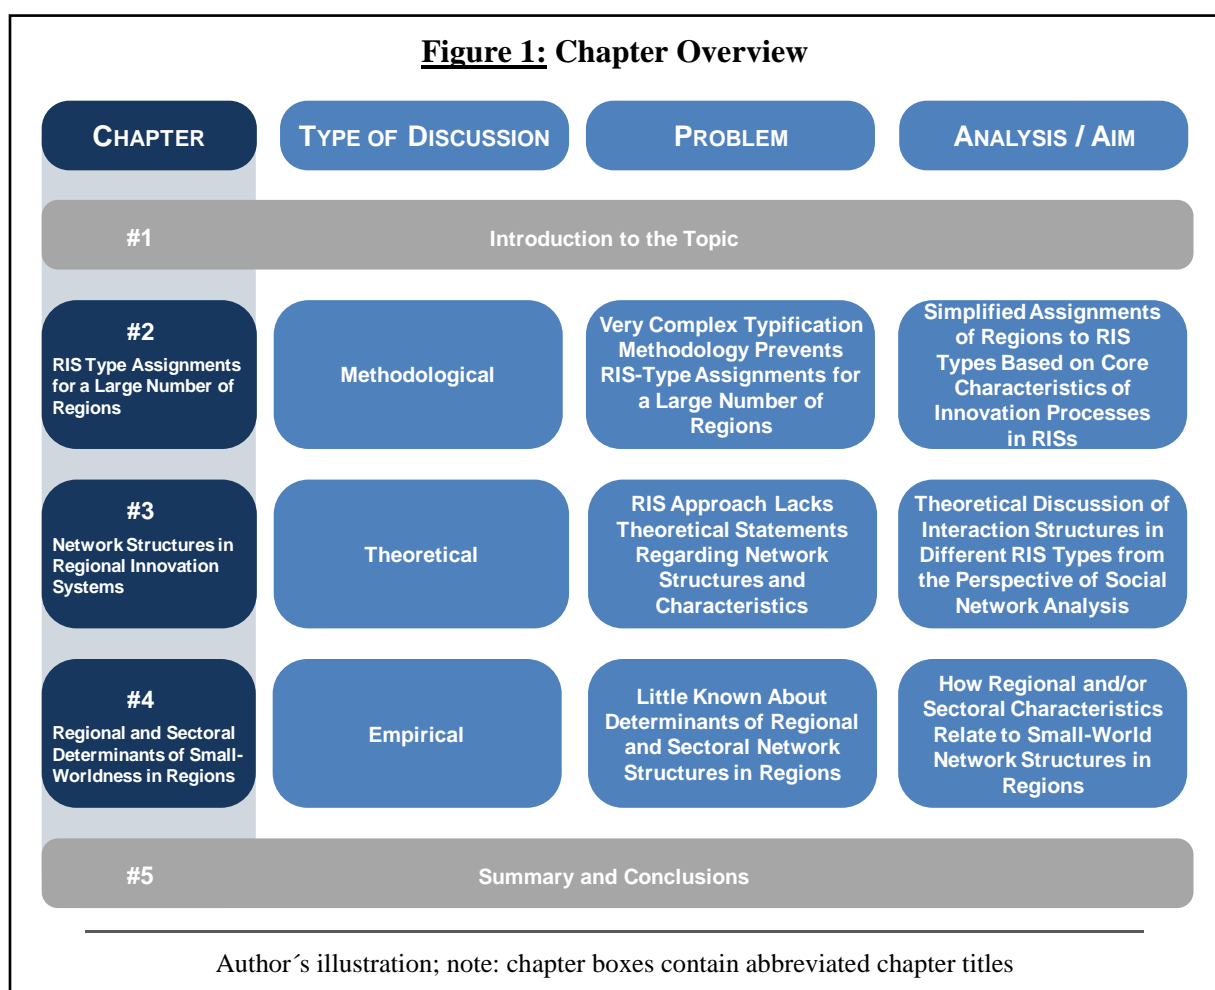 Figure 1: Chapter Overview
CHAPTER
TYPE OF DISCUSSION
PROBLEM
ANALYSIS / AIM
#1
Introduction to the Topic
#2
RIS Type Assignments
for a Large Number of
Regions
Methodological
Very Complex Typification
Methodology Prevents
RIS-Type Assignments for
a Large Number of
Regions
Simplified Assignments
of Regions to RIS
Types Based on Core
Characteristics of
Innovation Processes
in RISs
#3
Network Structures in
Regional Innovation
Systems
Theoretical
RIS Approach Lacks
Theoretical Statements
Regarding Network
Structures and
Characteristics
Theoretical Discussion of
Interaction Structures in
Different RIS Types from
the Perspective of Social
Network Analysis
#4
Regional and Sectoral
Determinants of Small-
Worldness in Regions
Empirical
Little Known About
Determinants of Regional
and Sectoral Network
Structures in Regions
How Regional and/or
Sectoral Characteristics
Relate to Small-World
Network Structures in
Regions
#5
Summary and Conclusions
Author´s illustration; note: chapter boxes contain abbreviated chapter titles